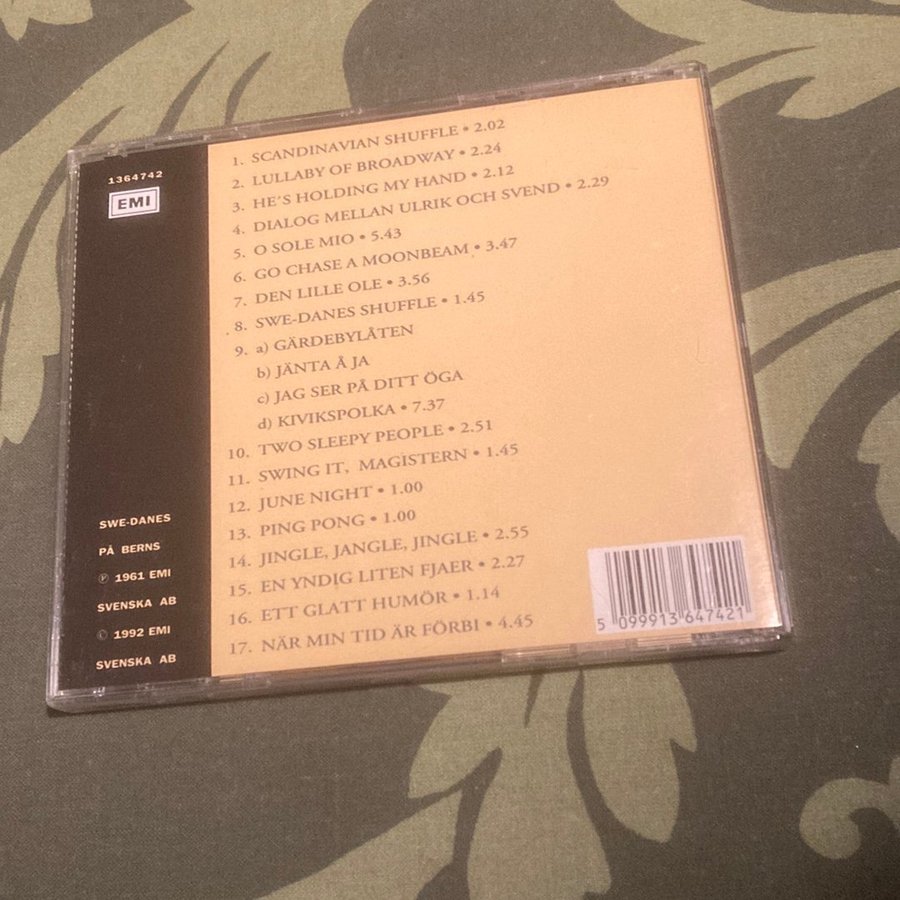 1364742
EMI
1. SCANDINAVIAN SHUFFLE • 2.02
2. LULLABY OF BROADWAY • 2.24
3. HE'S HOLDING MY HAND • 2.12
4. DIALOG MELLAN ULRIK OCH SVEND • 2.29
5. O SOLE MIO • 5.43
6. GO CHASE A MOONBEAM • 3.47
7. DEN LILLE OLE • 3.56
8. SWE-DANES SHUFFLE • 1.45
9. a) GÄRDEBYLÅTEN
b) JÄNTA Å JA
c) JAG SER PÅ DITT ÖGA
d) KIVIKSPOLKA • 7.37
10. TWO SLEEPY PEOPLE • 2.51
11. SWING IT, MAGISTERN • 1.45
12. JUNE NIGHT • 1.00
13. PING PONG • 1.00
14. JINGLE, JANGLE, JINGLE • 2.55
15. EN YNDIG LITEN FJAER • 2.27
16. ETT GLATT HUMÖR • 1.14
17. NÄR MIN TID ÄR FÖRBI • 4.45
SWE-DANES
PÅ BERNS
℗ 1961 EMI
SVENSKA AB
© 1992 EMI
SVENSKA AB
5 099913 647421